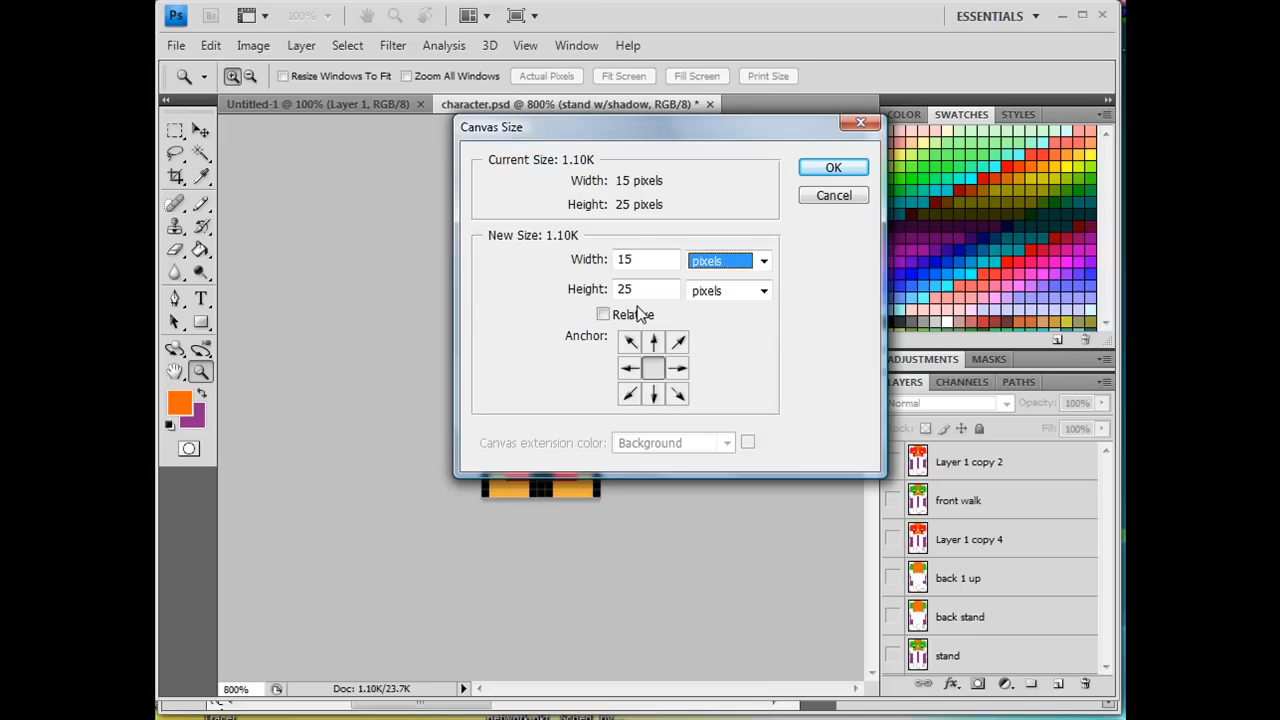 Ps Br 100% ESSENTIALS
File Edit Image Layer Select Filter Analysis 3D View Window Help
Resize Windows To Fit Zoom All Windows Actual Pixels Fit Screen Fill Screen Print Size
Untitled-1 @ 100% (Layer 1, RGB/8) character.psd @ 800% (stand w/shadow, RGB/8) *
COLOR SWATCHES STYLES
Canvas Size
Current Size: 1.10K
Width: 15 pixels
Height: 25 pixels
OK
Cancel
New Size: 1.10K
Width: 15 pixels
Height: 25 pixels
Relative
Anchor:
Canvas extension color: Background
ADJUSTMENTS MASKS
LAYERS CHANNELS PATHS
Normal Opacity: 100%
Fill: 100%
Layer 1 copy 2
front walk
Layer 1 copy 4
back 1 up
back stand
stand
fx
800% Doc: 1.10K/23.7K